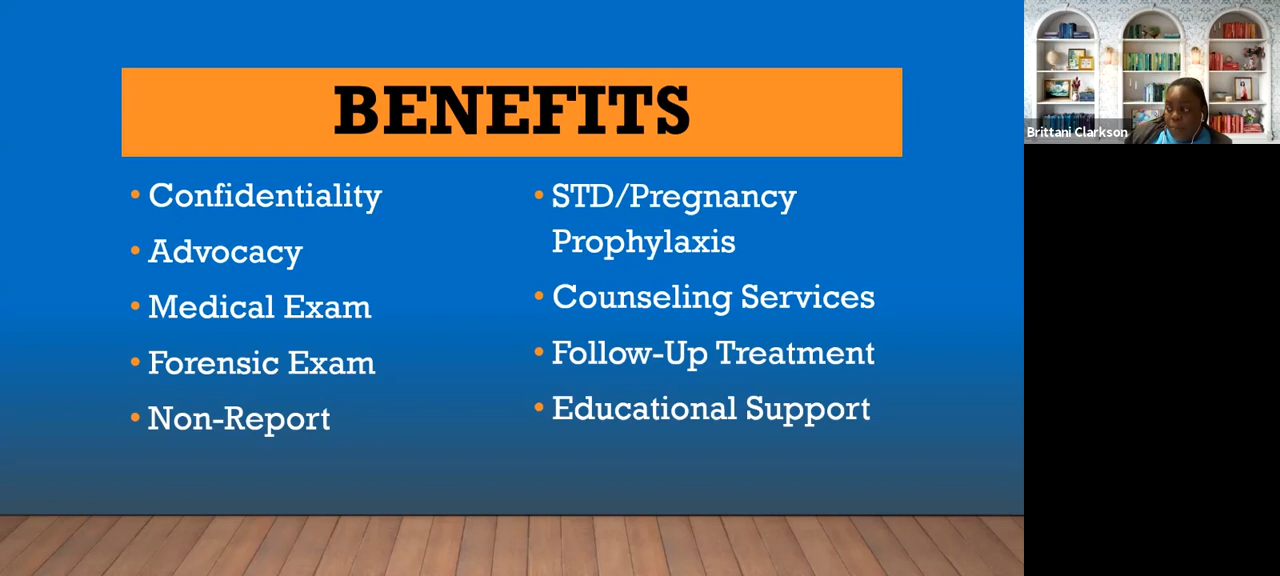 BENEFITS
Confidentiality
Advocacy
Medical Exam
Forensic Exam
Non-Report
STD/Pregnancy
Prophylaxis
Counseling Services
Follow-Up Treatment
Educational Support
Brittani Clarkson